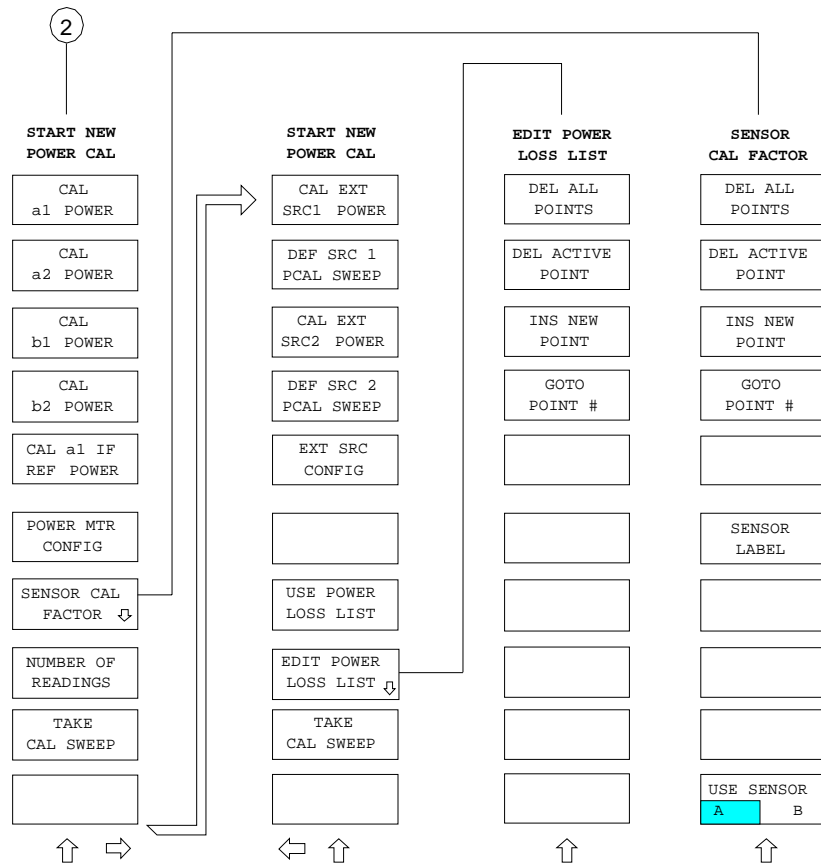 2
START NEW
POWER CAL
CAL
a1 POWER
CAL
a2 POWER
CAL
b1 POWER
CAL
b2 POWER
CAL a1 IF
REF POWER
POWER MTR
CONFIG
SENSOR CAL
FACTOR
NUMBER OF
READINGS
TAKE
CAL SWEEP
START NEW
POWER CAL
CAL EXT
SRC1 POWER
DEF SRC 1
PCAL SWEEP
CAL EXT
SRC2 POWER
DEF SRC 2
PCAL SWEEP
EXT SRC
CONFIG
USE POWER
LOSS LIST
EDIT POWER
LOSS LIST
TAKE
CAL SWEEP
EDIT POWER
LOSS LIST
DEL ALL
POINTS
DEL ACTIVE
POINT
INS NEW
POINT
GOTO
POINT #
SENSOR
CAL FACTOR
DEL ALL
POINTS
DEL ACTIVE
POINT
INS NEW
POINT
GOTO
POINT #
SENSOR
LABEL
USE SENSOR
A B